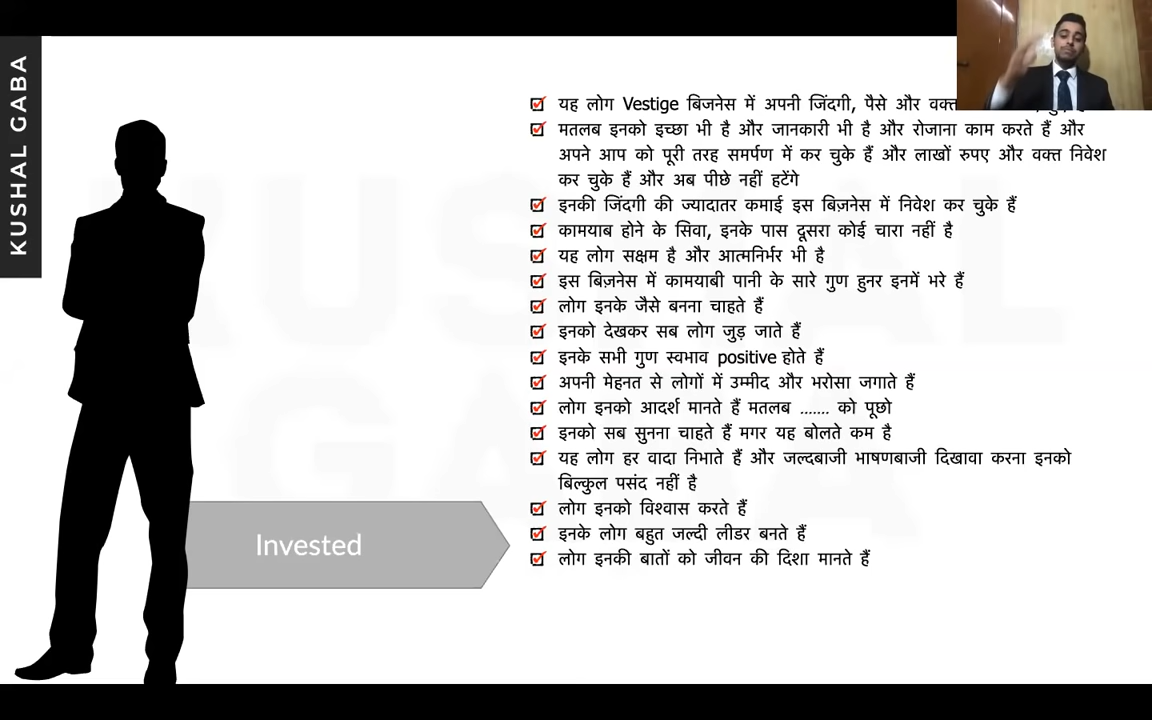 KUSHAL GABA
यह लोग Vestige बिजनेस में अपनी जिंदगी, पैसे और
मतलब इनको इच्छा भी है और जानकारी भी है और रोजाना काम करते हैं और
अपने आप को पूरी तरह समर्पण में कर चुके हैं और लाखों रुपए और वक्त निवेश
कर चुके हैं और अब पीछे नहीं हटेंगे
इनकी जिंदगी की ज्यादातर कमाई इस बिज़नेस में निवेश कर चुके हैं
कामयाब होने के सिवा, इनके पास दूसरा कोई चारा नहीं है
यह लोग सक्षम है और आत्मनिर्भर भी है
इस बिज़नेस में कामयाबी पानी के सारे गुण हुनर इनमें भरे हैं
लोग इनके जैसे बनना चाहते हैं
इनको देखकर सब लोग जुड़ जाते हैं
इनके सभी गुण स्वभाव positive होते हैं
अपनी मेहनत से लोगों में उम्मीद और भरोसा जगाते हैं
लोग इनको आदर्श मानते हैं मतलब ....... को पूछो
इनको सब सुनना चाहते हैं मगर यह बोलते कम है
यह लोग हर वादा निभाते हैं और जल्दबाजी भाषणबाजी दिखावा करना इनको
बिल्कुल पसंद नहीं है
लोग इनको विश्वास करते हैं
इनके लोग बहुत जल्दी लीडर बनते हैं
लोग इनकी बातों को जीवन की दिशा मानते हैं
Invested